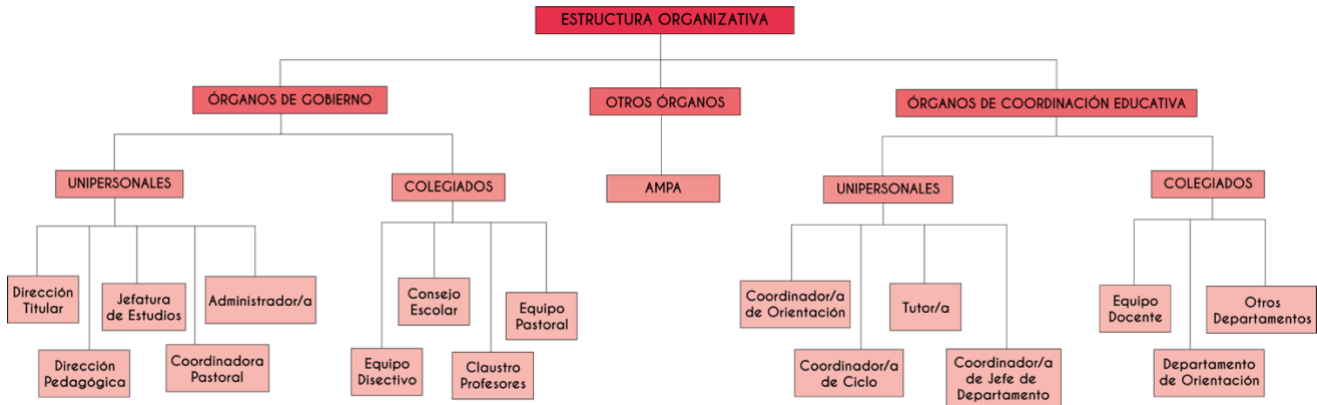 ESTRUCTURA ORGANIZATIVA
ÓRGANOS DE GOBIERNO
OTROS ÓRGANOS
ÓRGANOS DE COORDINACIÓN EDUCATIVA
UNIPERSONALES
COLEGIADOS
AMPA
UNIPERSONALES
COLEGIADOS
Dirección
Titular
Jefatura
de Estudios
Administrador/a
Dirección
Pedagógica
Coordinadora
Pastoral
Consejo
Escolar
Equipo
Pastoral
Equipo
Disectivo
Claustro
Profesores
Coordinador/a
de Orientación
Tutor/a
Coordinador/a
de Ciclo
Coordinador/a
de Jefe de
Departamento
Equipo
Docente
Otros
Departamentos
Departamento
de Orientación